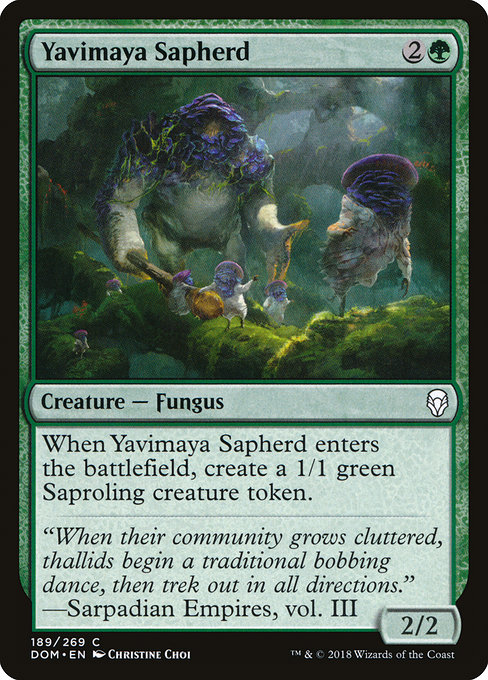 Yavimaya Sapherd 2
Creature — Fungus
When Yavimaya Sapherd enters
the battlefield, create a 1/1 green
Saproling creature token.
“When their community grows cluttered,
thallids begin a traditional bobbing
dance, then trek out in all directions.”
—Sarpadian Empires, vol. III
2/2
189/269 C
DOM • EN Christine Choi
™ & © 2018 Wizards of the Coast